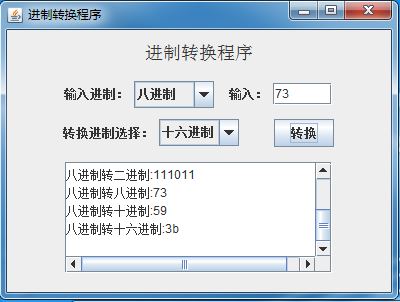 进制转换程序
进制转换程序
输入进制： 八进制 输入： 73
转换进制选择： 十六进制 转换
八进制转二进制:111011
八进制转八进制:73
八进制转十进制:59
八进制转十六进制:3b